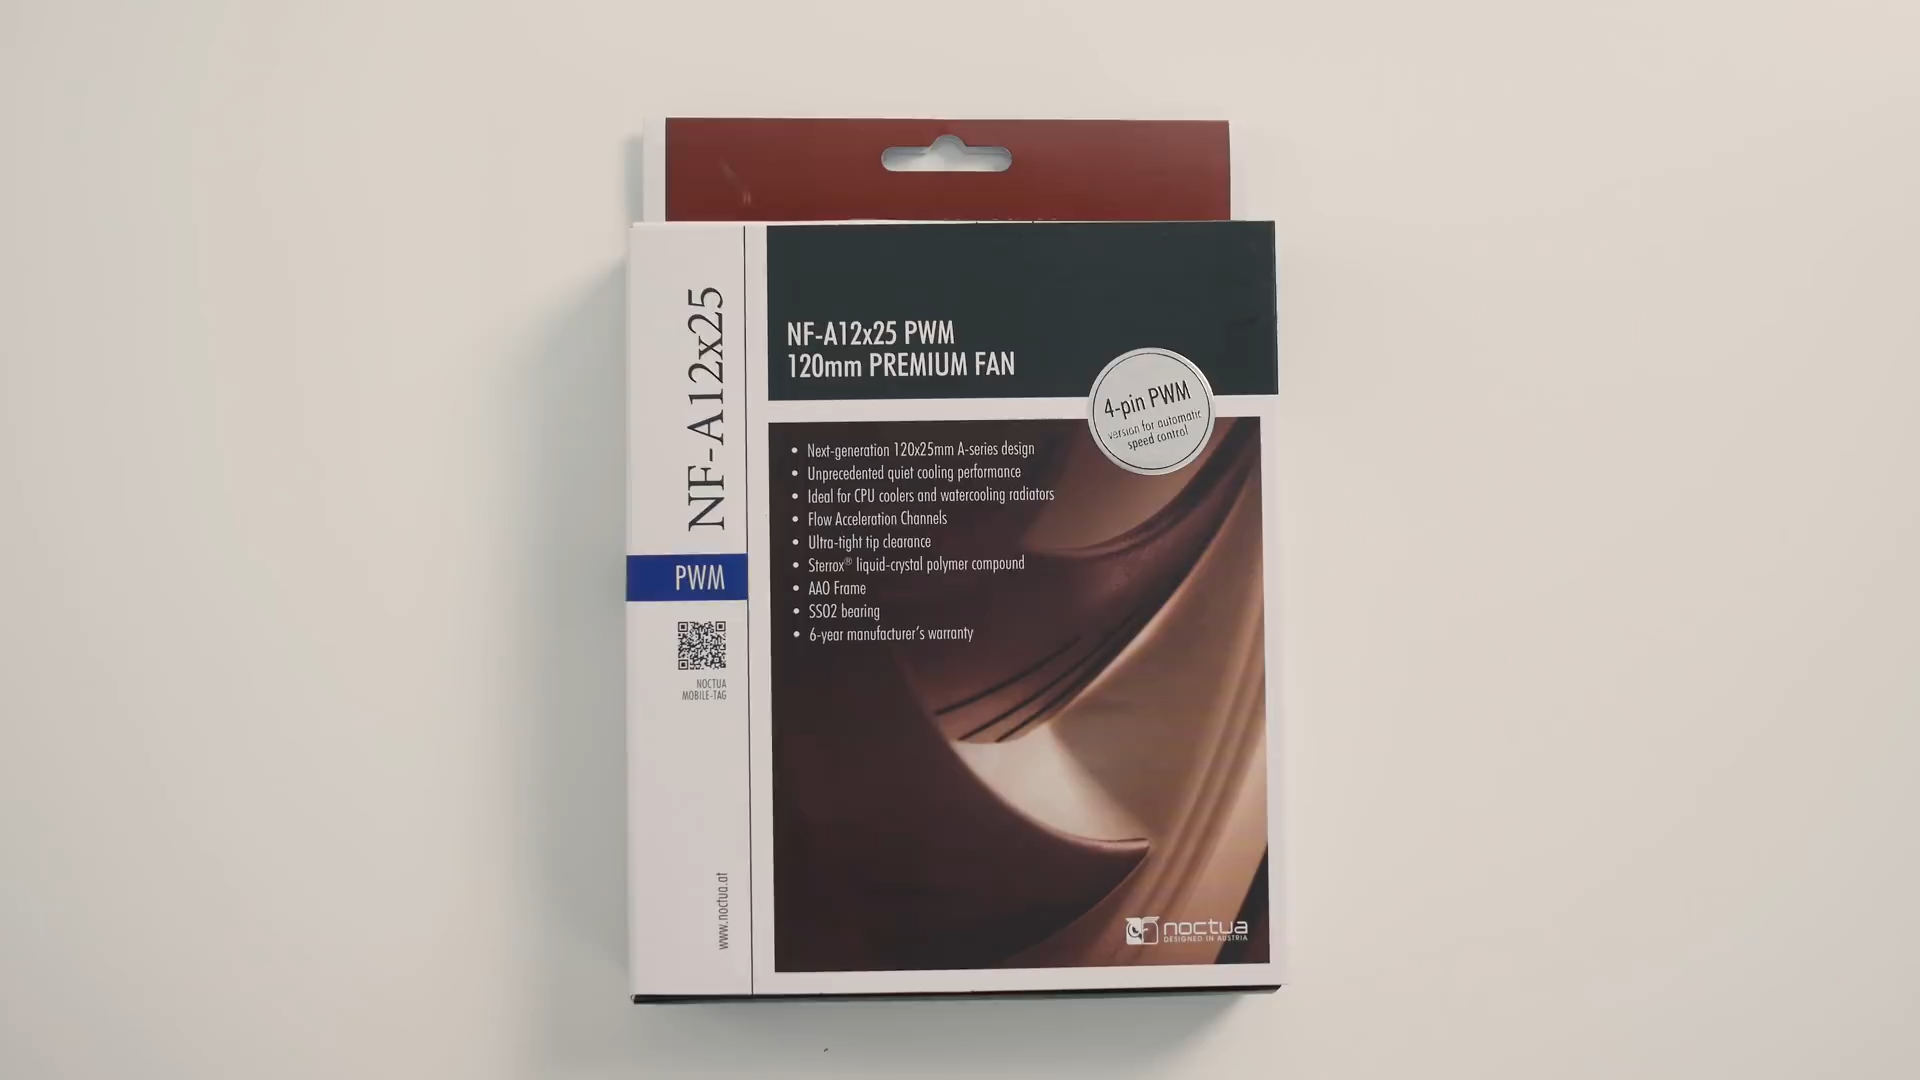 NF-A12x25
PWM
NOCTUA
MOBILE-TAG
www.noctua.at
NF-A12x25 PWM
120mm PREMIUM FAN
4-pin PWM
version for automatic
speed control
• Next-generation 120x25mm A-series design
• Unprecedented quiet cooling performance
• Ideal for CPU coolers and watercooling radiators
• Flow Acceleration Channels
• Ultra-tight tip clearance
• Sterrox® liquid-crystal polymer compound
• AAO Frame
• SSO2 bearing
• 6-year manufacturer's warranty
noctua
DESIGNED IN AUSTRIA